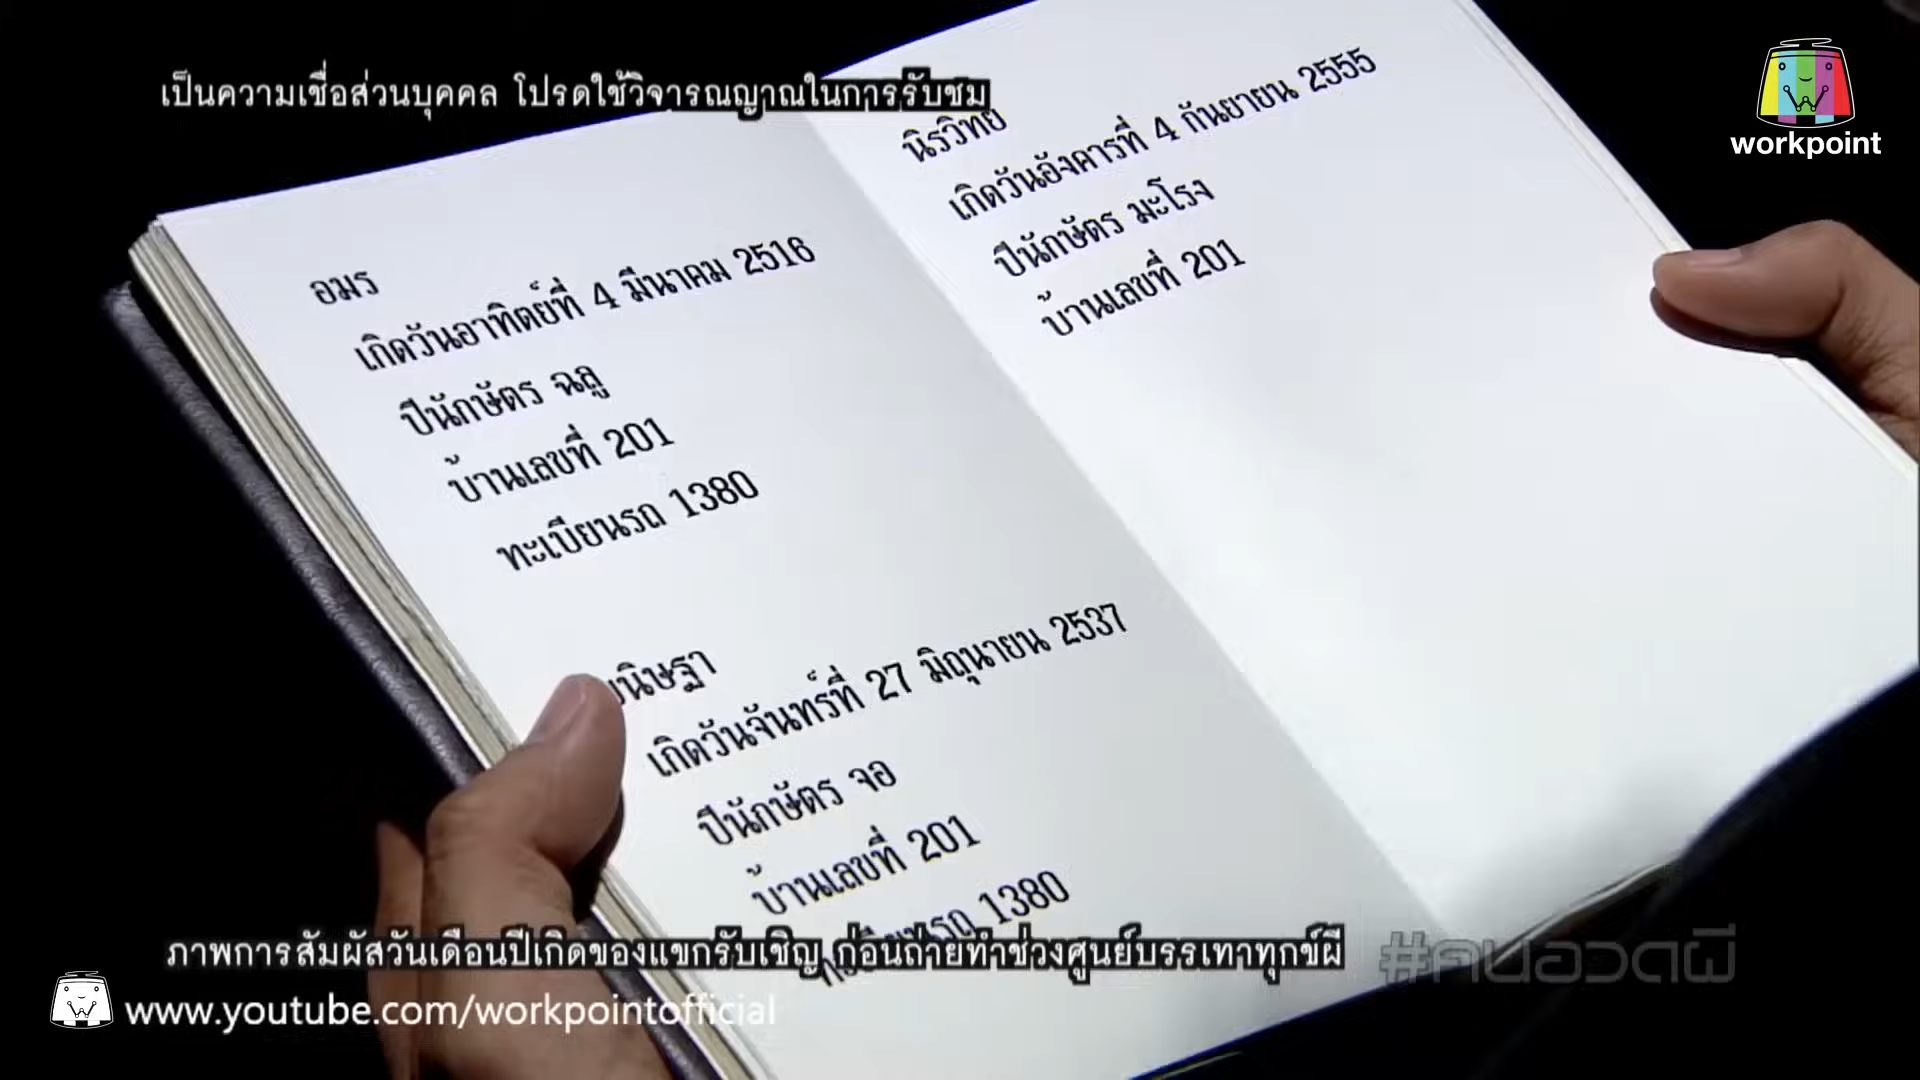 เป็นความเชื่อส่วนบุคคล โปรดใช้วิจารณญาณในการรับชม
workpoint
อมร
เกิดวันอาทิตย์ที่ 4 มีนาคม 2516
ปีนักษัตร ฉลู
บ้านเลขที่ 201
ทะเบียนรถ 1380
เกิดวันจันทร์ที่ 27 มิถุนายน 2537
ปีนักษัตร จอ
บ้านเลขที่ 201
1380
นิรวิทย์
เกิดวันอังคารที่ 4 กันยายน 2555
ปีนักษัตร มะโรง
บ้านเลขที่ 201
ภาพการสัมผัสวันเดือนปีเกิดของแขกรับเชิญ ก่อนถ่ายทำช่วงศูนย์บรรเทาทุกข์ผี
#คนอวดผี
www.youtube.com/workpointofficial